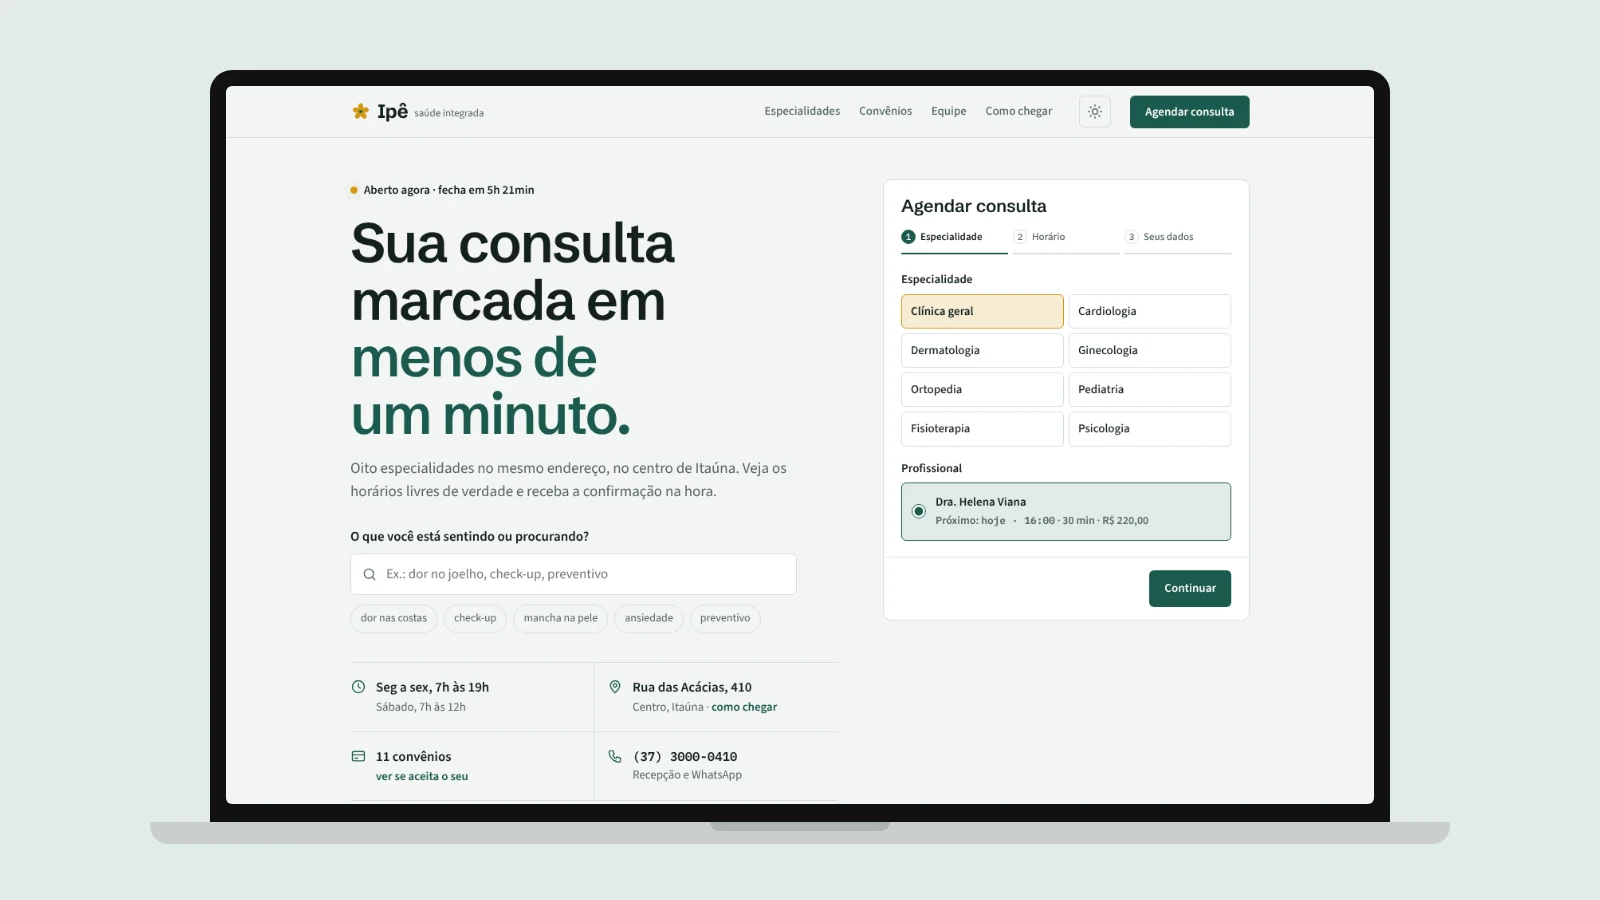 Ipê saúde integrada
Especialidades
Convênios
Equipe
Como chegar
Agendar consulta
Aberto agora · fecha em 5h 21min
Sua consulta
marcada em
menos de
um minuto.
Oito especialidades no mesmo endereço, no centro de Itaúna. Veja os
horários livres de verdade e receba a confirmação na hora.
O que você está sentindo ou procurando?
Ex.: dor no joelho, check-up, preventivo
dor nas costas
check-up
mancha na pele
ansiedade
preventivo
Seg a sex, 7h às 19h
Sábado, 7h às 12h
Rua das Acácias, 410
Centro, Itaúna · como chegar
11 convênios
ver se aceita o seu
(37) 3000-0410
Recepção e WhatsApp
Agendar consulta
1 Especialidade
2 Horário
3 Seus dados
Especialidade
Clínica geral
Cardiologia
Dermatologia
Ginecologia
Ortopedia
Pediatria
Fisioterapia
Psicologia
Profissional
Dra. Helena Viana
Próximo: hoje · 16:00 · 30 min · R$ 220,00
Continuar